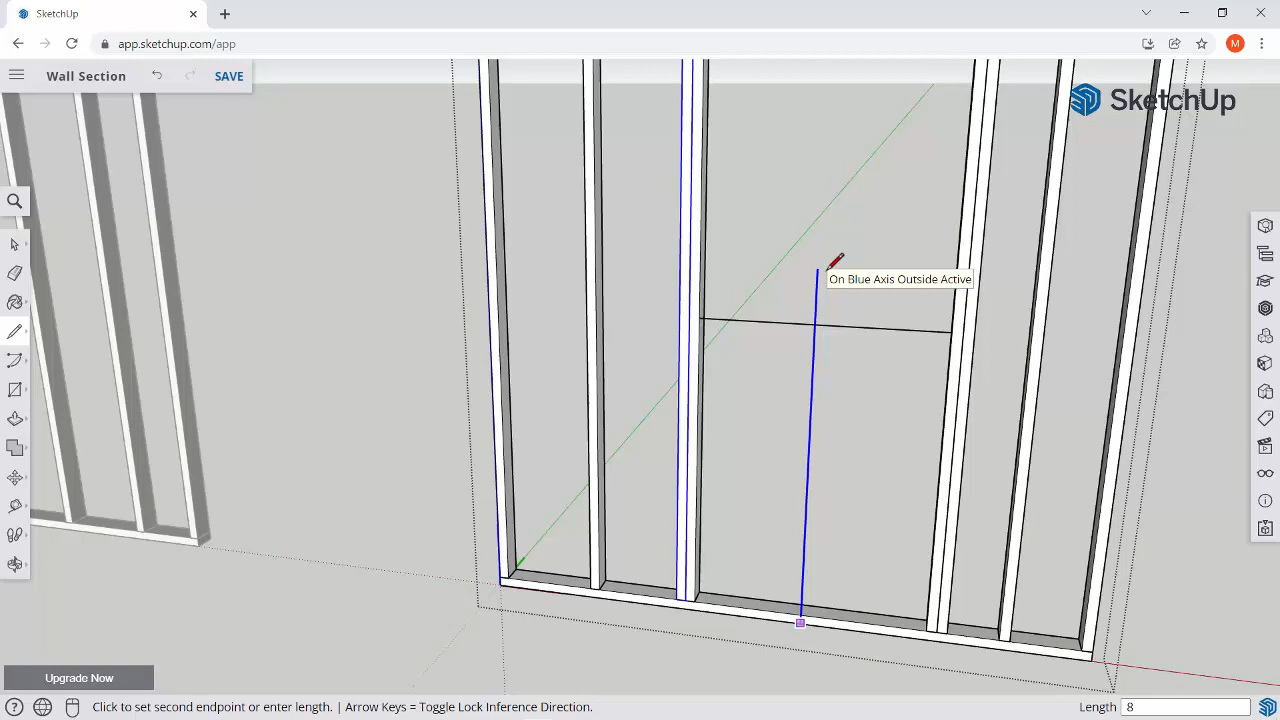 SketchUp
app.sketchup.com/app
M
Wall Section
SAVE
SketchUp
On Blue Axis Outside Active
Upgrade Now
Click to set second endpoint or enter length. | Arrow Keys = Toggle Lock Inference Direction.
Length
8